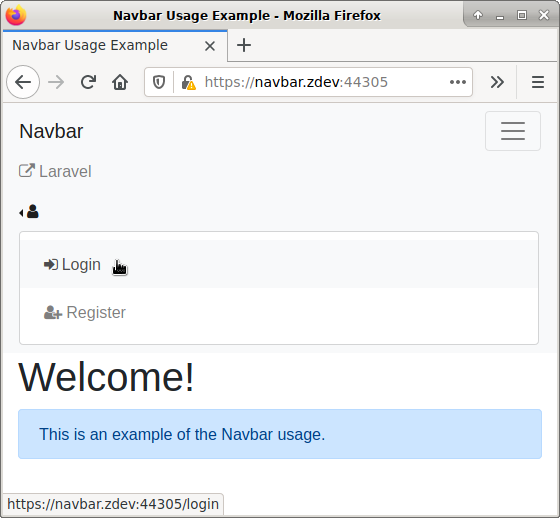 Navbar Usage Example - Mozilla Firefox
Navbar Usage Example
https://navbar.zdev:44305
Navbar
Laravel
Login
Register
Welcome!
This is an example of the Navbar usage.
https://navbar.zdev:44305/login